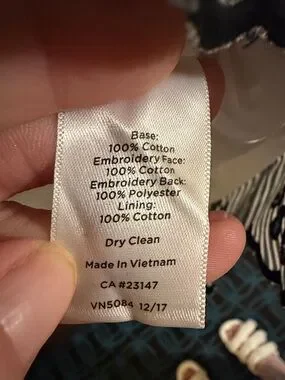 Base:
100% Cotton
Embroidery Face:
100% Cotton
Embroidery Back:
100% Polyester
Lining:
100% Cotton
Dry Clean
Made In Vietnam
CA #23147
VN5084 12/17